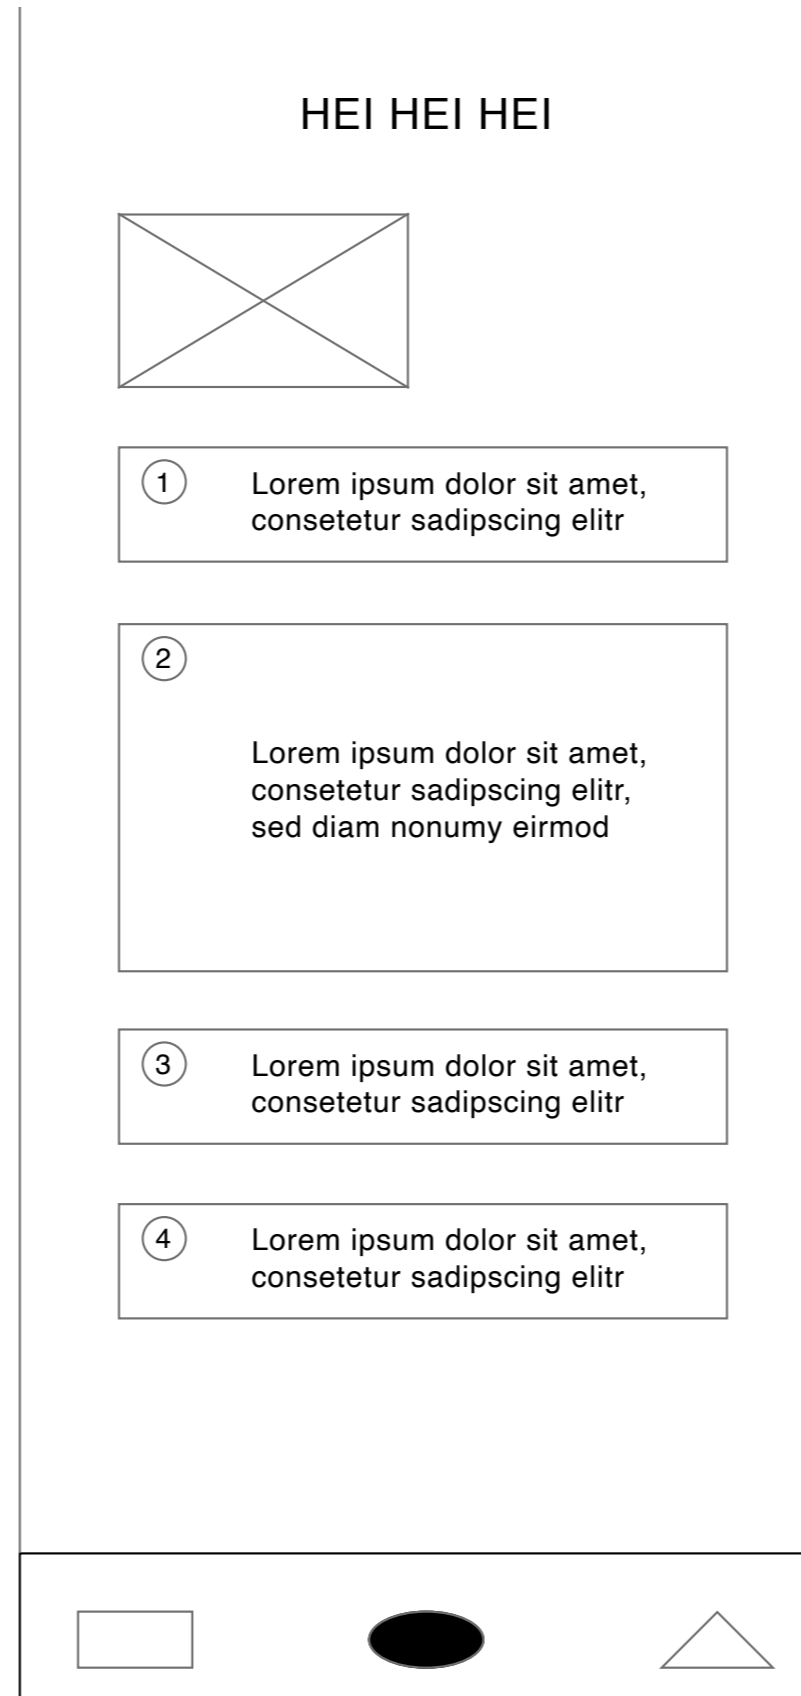 HEI HEI HEI
1
Lorem ipsum dolor sit amet,
consetetur sadipscing elitr
2
Lorem ipsum dolor sit amet,
consetetur sadipscing elitr,
sed diam nonumy eirmod
3
Lorem ipsum dolor sit amet,
consetetur sadipscing elitr
4
Lorem ipsum dolor sit amet,
consetetur sadipscing elitr